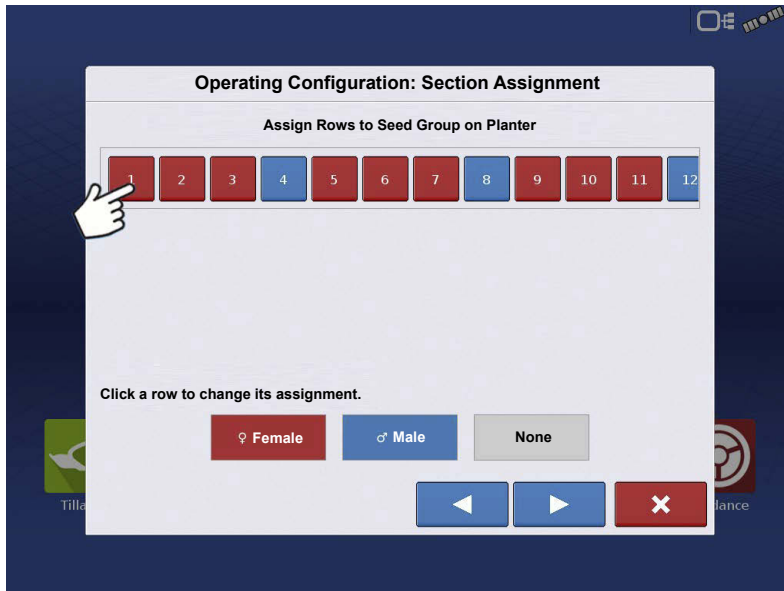 Operating Configuration: Section Assignment
Assign Rows to Seed Group on Planter
1 2 3 4 5 6 7 8 9 10 11 12
Click a row to change its assignment.
♀ Female ♂ Male None
Tilla
dance